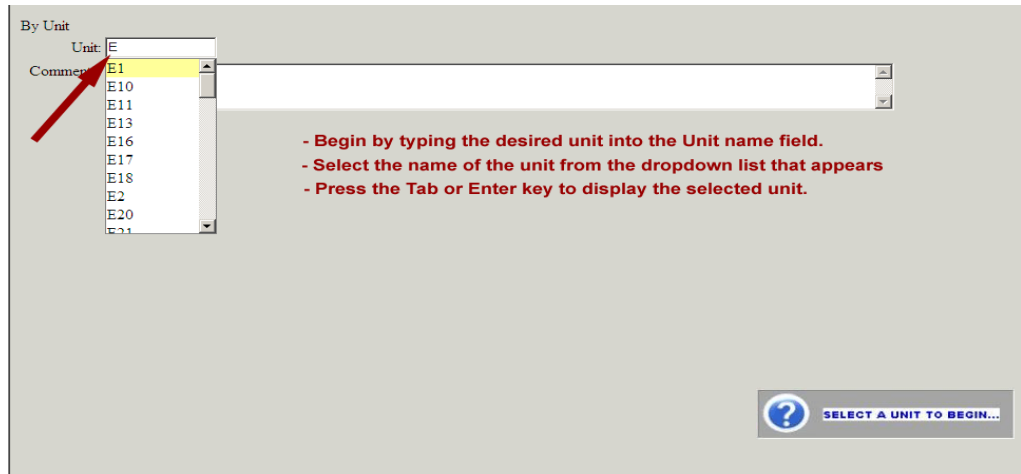 By Unit
Unit: E
Comment
E1
E10
E11
E13
E16
E17
E18
E2
E20
E21
- Begin by typing the desired unit into the Unit name field.
- Select the name of the unit from the dropdown list that appears
- Press the Tab or Enter key to display the selected unit.
SELECT A UNIT TO BEGIN...